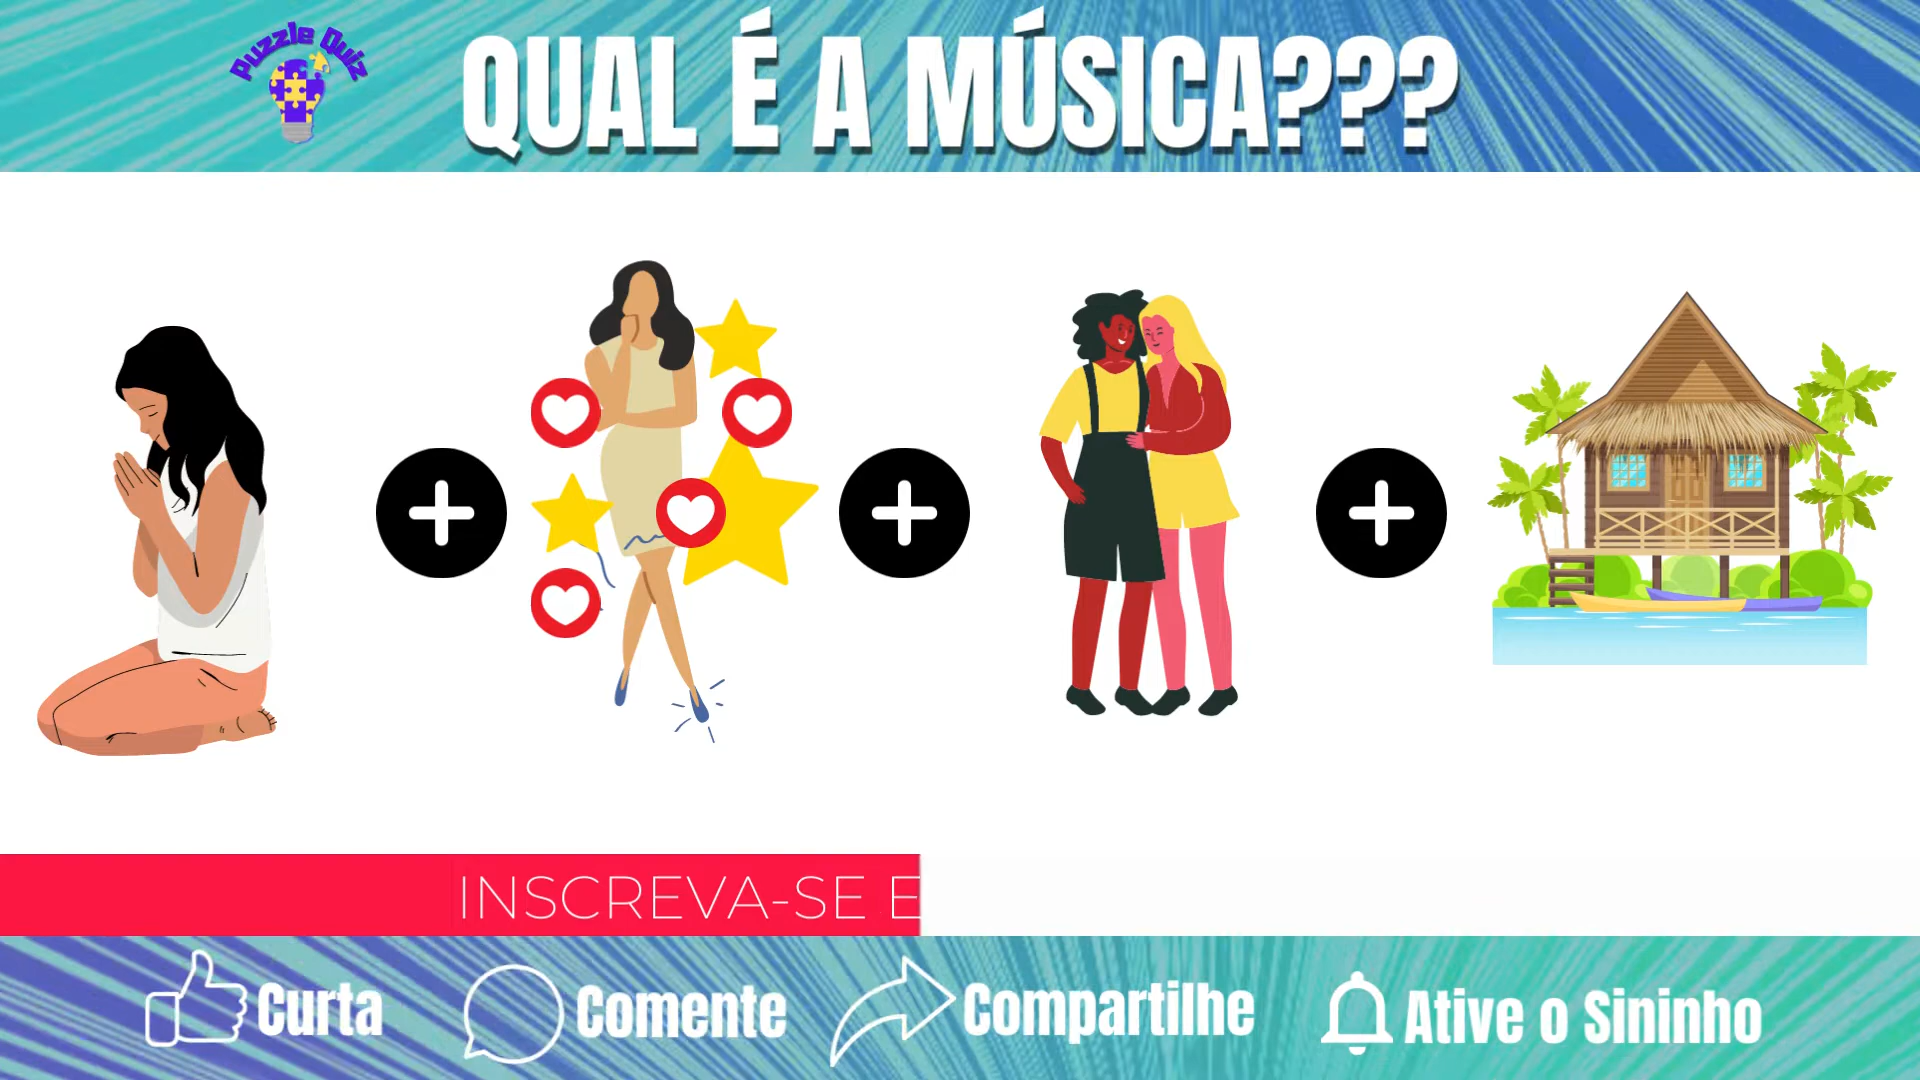 Puzzle Quiz
QUAL É A MÚSICA???
INSCREVA-SE E
Curta
Comente
Compartilhe
Ative o Sininho